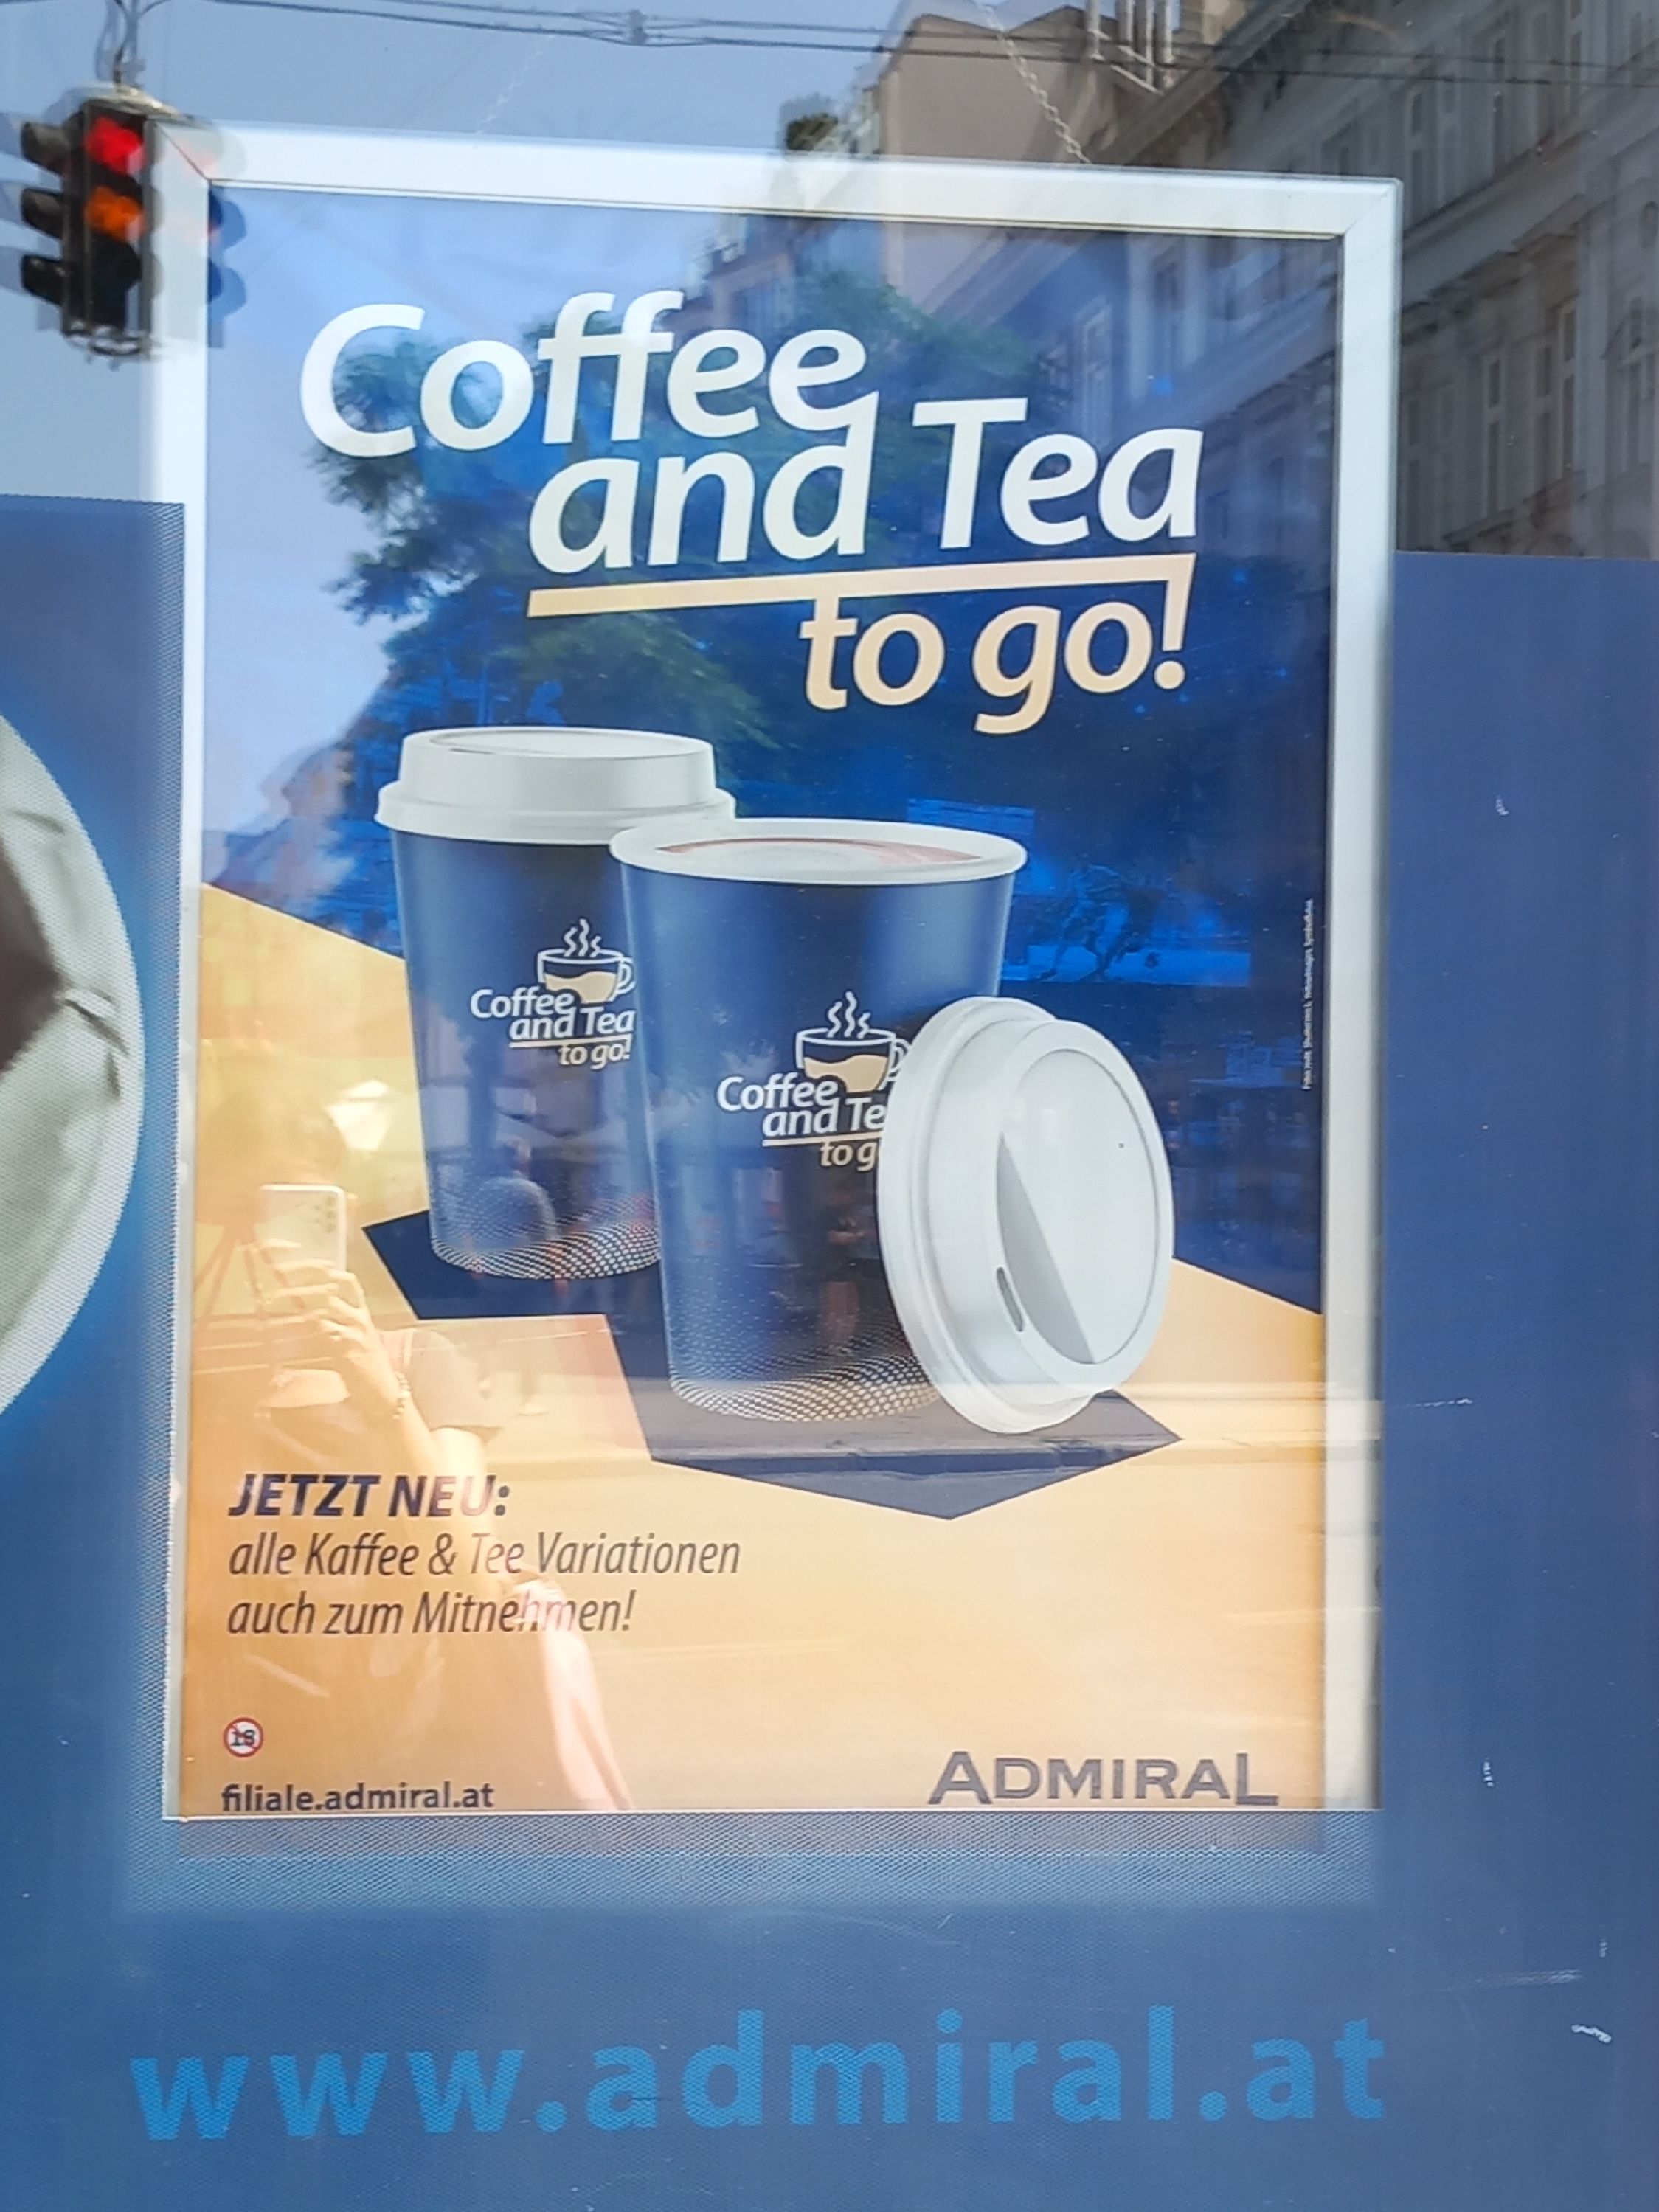 Coffee
and Tea
to go!
Coffee
and Tea
to go!
Coffee
and Te
to g
JETZT NEU:
alle Kaffee & Tee Variationen
auch zum Mitnehmen!
18
filiale.admiral.at
ADMIRAL
www.admiral.at